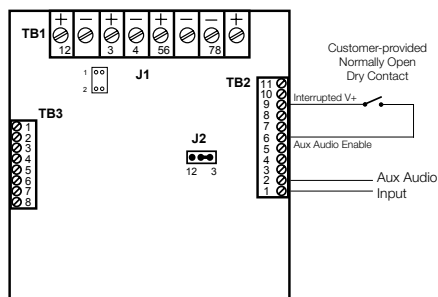 + − + − + − − +
TB1
12 3 4 56 78
J1
1
2
TB2
11
10
9
8
7
6
5
4
3
2
1
TB3
1
2
3
4
5
6
7
8
J2
12 3
Customer-provided
Normally Open
Dry Contact
Interrupted V+
Aux Audio Enable
Aux Audio
Input